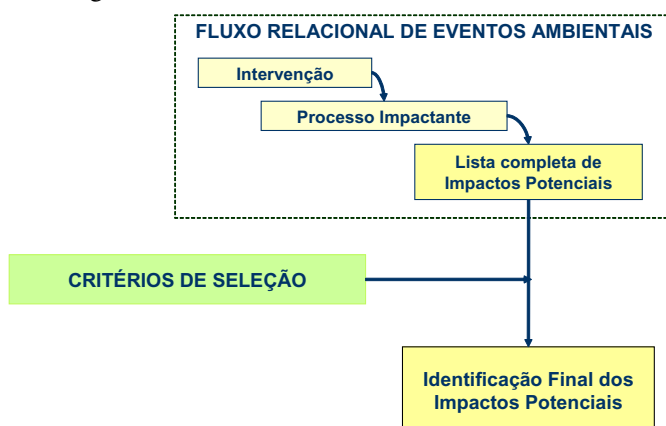 FLUXO RELACIONAL DE EVENTOS AMBIENTAIS
Intervenção
Processo Impactante
Lista completa de
Impactos Potenciais
CRITÉRIOS DE SELEÇÃO
Identificação Final dos
Impactos Potenciais